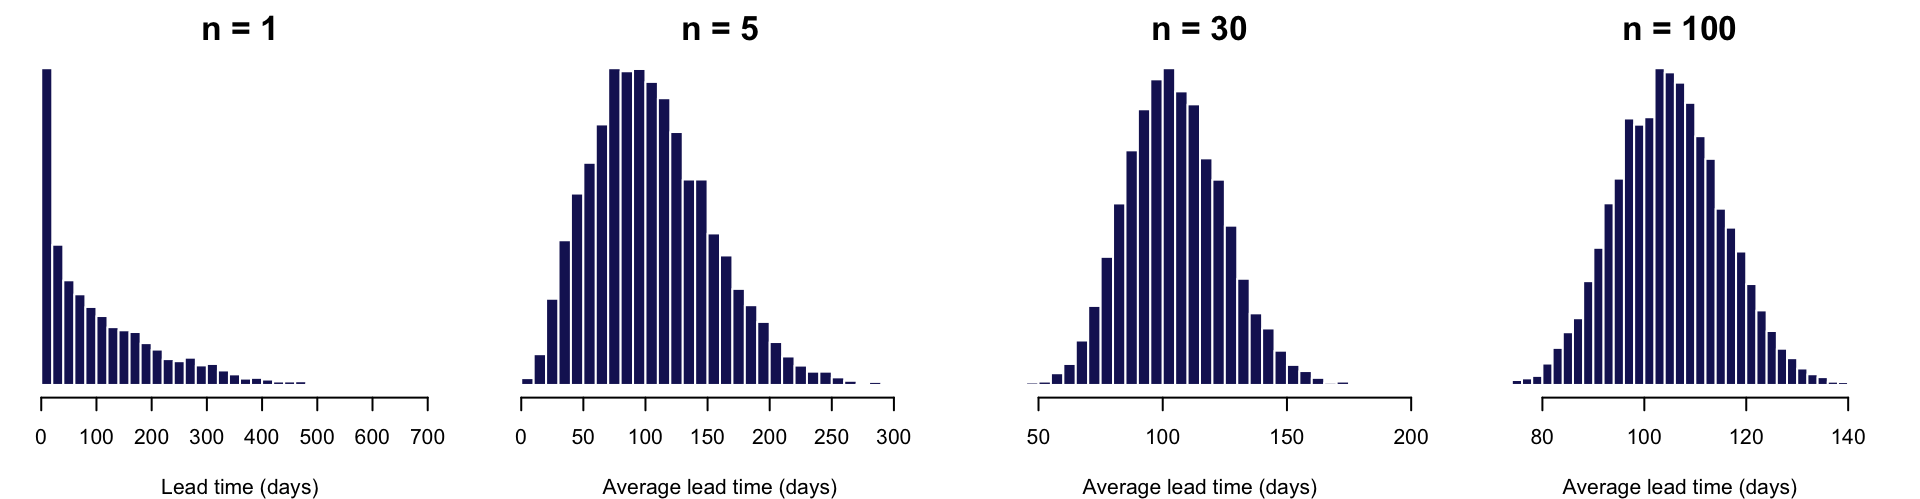 n = 1
n = 5
n = 30
n = 100
0 100 200 300 400 500 600 700
0 50 100 150 200 250 300
50 100 150 200
80 100 120 140
Lead time (days)
Average lead time (days)
Average lead time (days)
Average lead time (days)